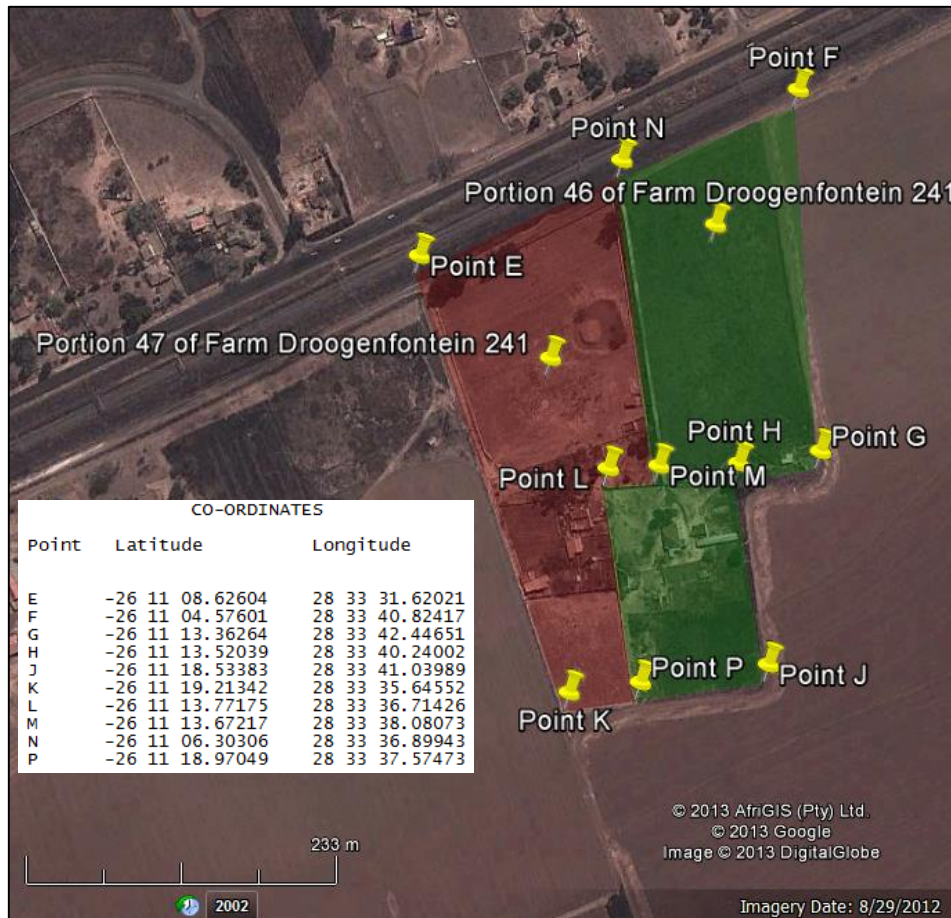 Point F
Point N
Portion 46 of Farm Droogenfontein 241
Point E
Portion 47 of Farm Droogenfontein 241
Point H
Point G
Point L
Point M
CO-ORDINATES
Point Latitude Longitude
E -26 11 08.62604 28 33 31.62021
F -26 11 04.57601 28 33 40.82417
G -26 11 13.36264 28 33 42.44651
H -26 11 13.52039 28 33 40.24002
J -26 11 18.53383 28 33 41.03989
K -26 11 19.21342 28 33 35.64552
L -26 11 13.77175 28 33 36.71426
M -26 11 13.67217 28 33 38.08073
N -26 11 06.30306 28 33 36.89943
P -26 11 18.97049 28 33 37.57473
Point P
Point J
Point K
233 m
© 2013 AfriGIS (Pty) Ltd.
© 2013 Google
Image © 2013 DigitalGlobe
2002
Imagery Date: 8/29/2012